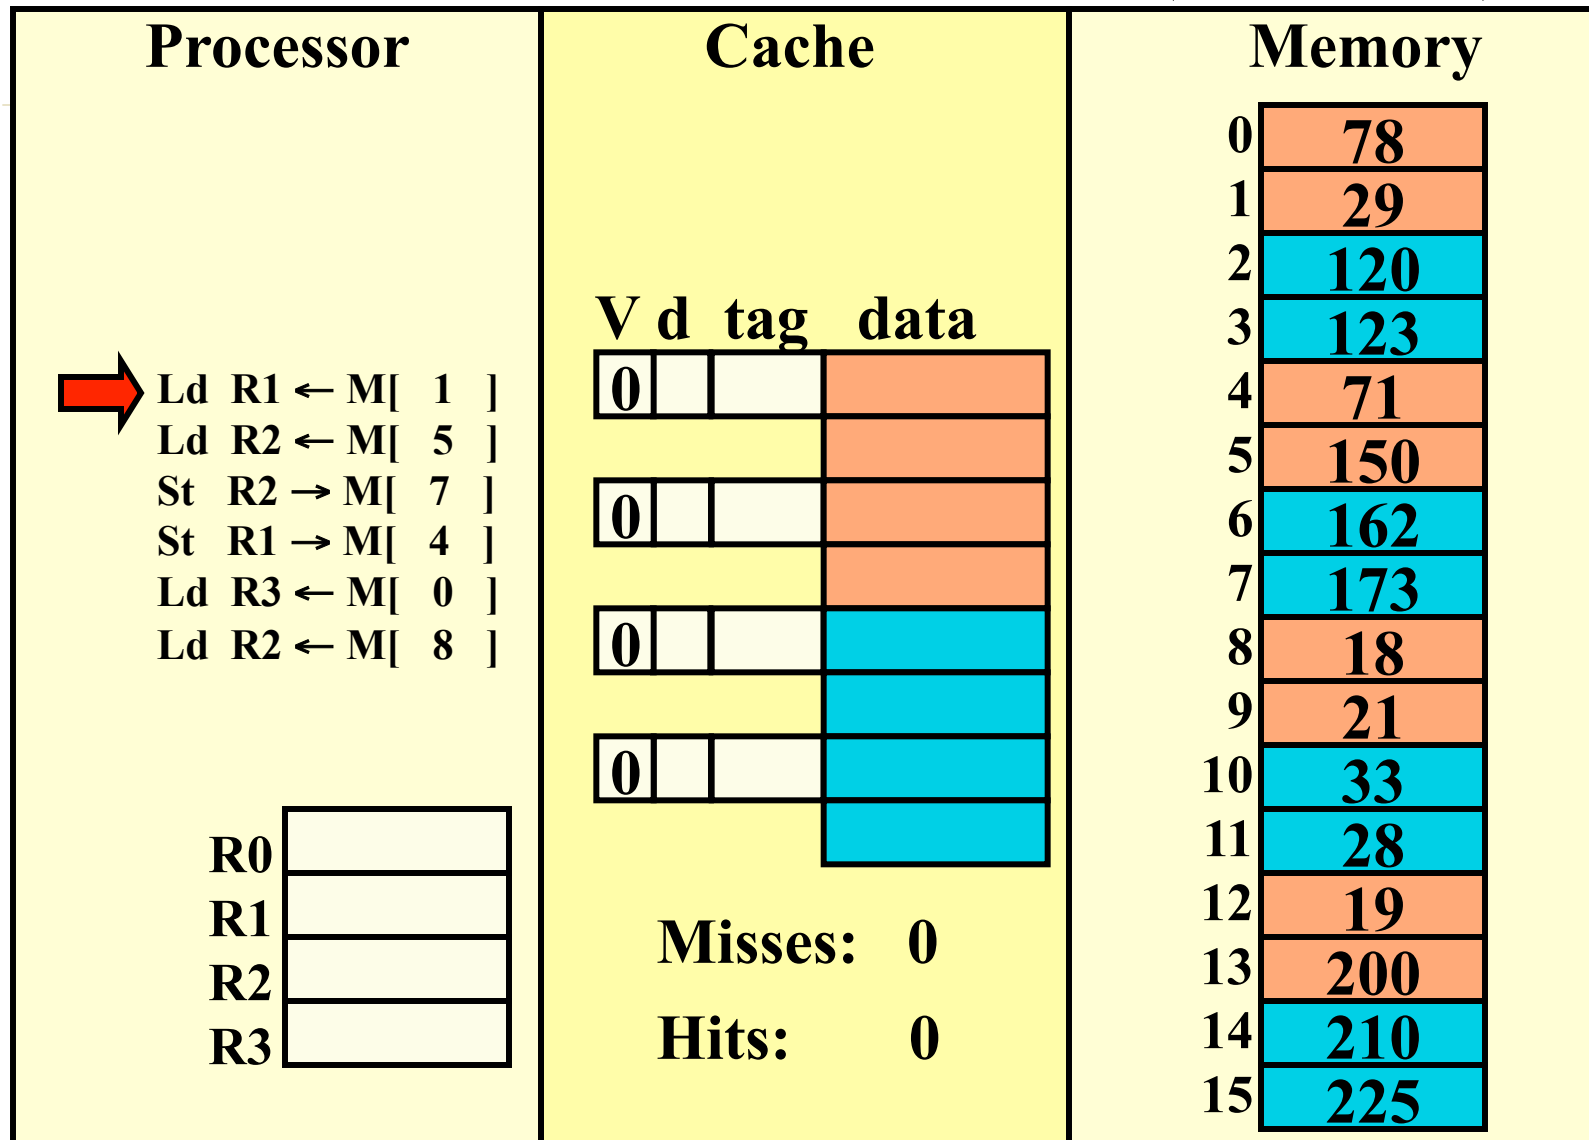 Processor
Ld R1 ← M[ 1 ]
Ld R2 ← M[ 5 ]
St R2 → M[ 7 ]
St R1 → M[ 4 ]
Ld R3 ← M[ 0 ]
Ld R2 ← M[ 8 ]
R0
R1
R2
R3
Cache
V d tag data
0
0
0
0
Misses: 0
Hits: 0
Memory
0 78
1 29
2 120
3 123
4 71
5 150
6 162
7 173
8 18
9 21
10 33
11 28
12 19
13 200
14 210
15 225